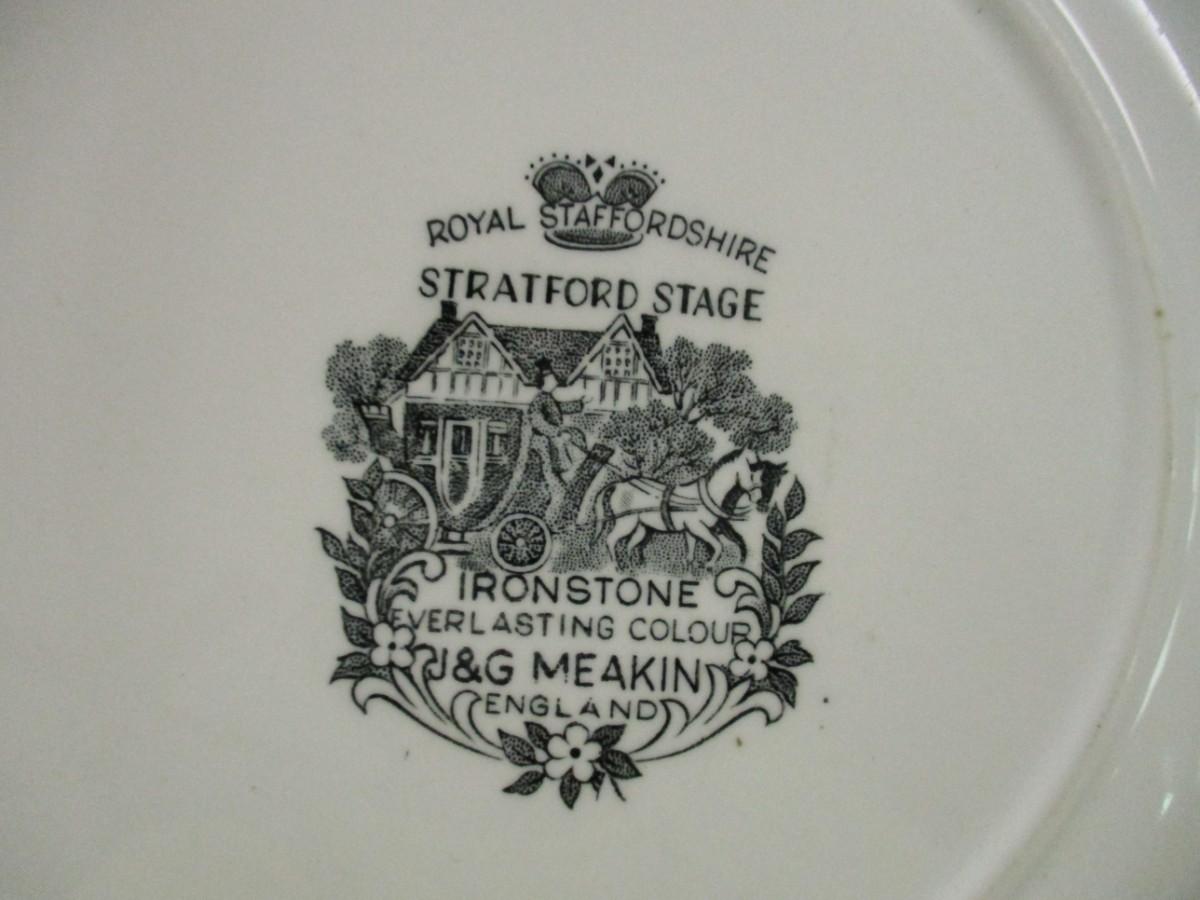 ROYAL STAFFORDSHIRE
STRATFORD STAGE
IRONSTONE
EVERLASTING COLOUR
J&G MEAKIN
ENGLAND